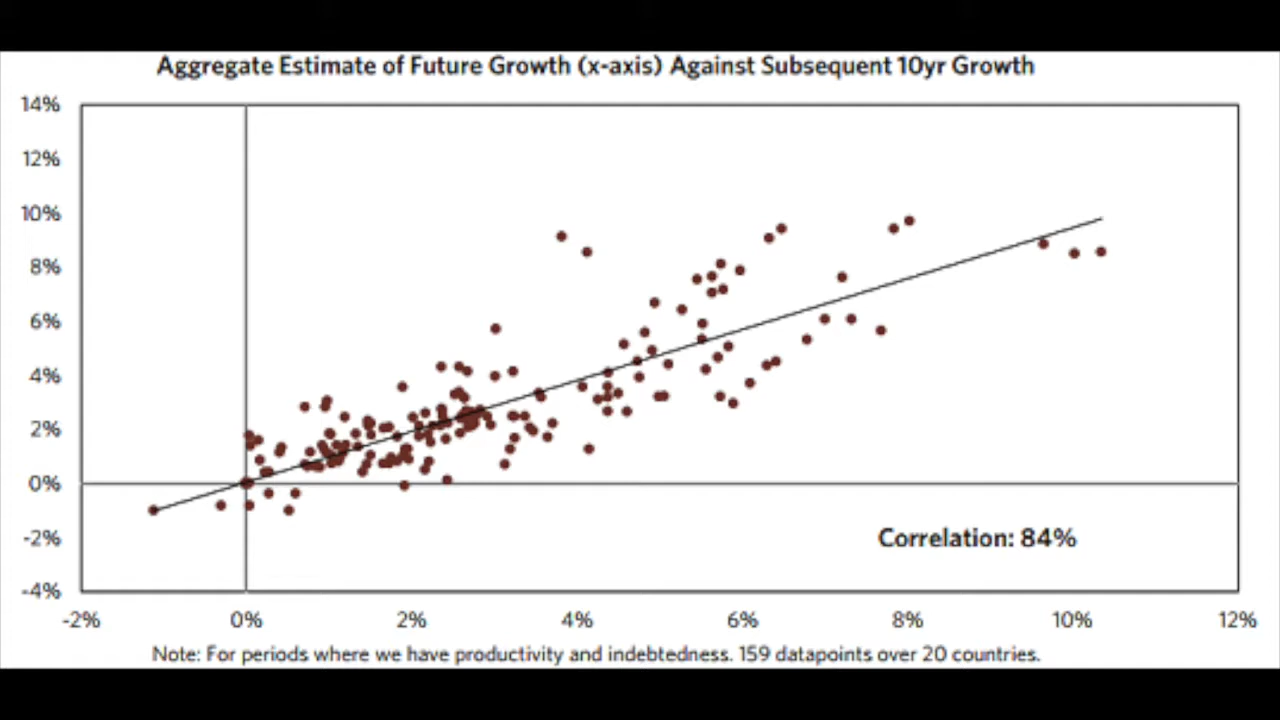 Aggregate Estimate of Future Growth (x-axis) Against Subsequent 10yr Growth
14%
12%
10%
8%
6%
4%
2%
0%
-2%
-4%
Correlation: 84%
-2% 0% 2% 4% 6% 8% 10% 12%
Note: For periods where we have productivity and indebtedness. 159 datapoints over 20 countries.